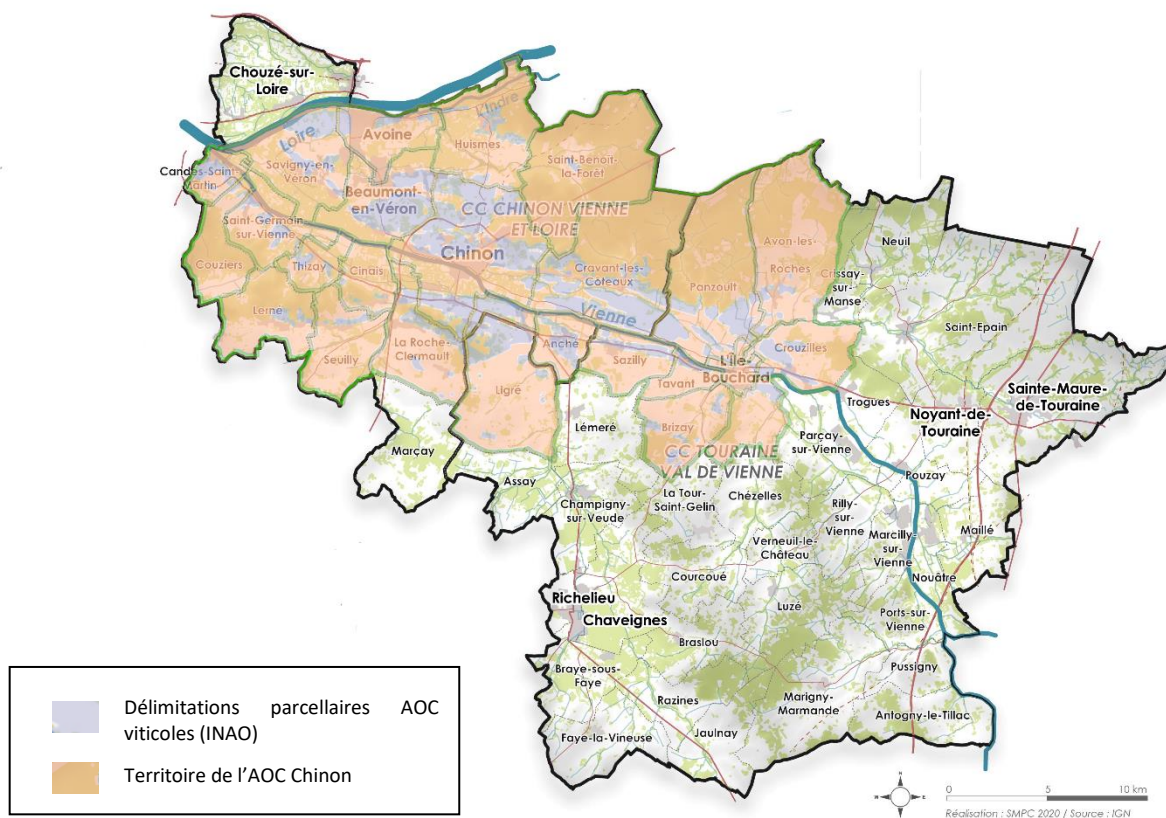 Chouzé-sur-
Loire
Loire
L'Indre
Avoine
Huismes
Savigny-en-
Véron
Saint-Benoît-
la-Forêt
Candes-Saint-
Martin
Beaumont-
en-Véron
CC CHINON VIENNE
ET LOIRE
Saint-Germain
sur-Vienne
Chinon
Avon-les-
Roches
Neuil
Couziers
Thizay
Cinais
Cravant-les-
Coteaux
Panzoult
Crissay-
sur-
Manse
Lerné
Vienne
Saint-Epain
Seuilly
La Roche-
Clermault
Anché
Sazilly
L'Île-
Bouchard
Crouzilles
Ligré
Tavant
Trogues
Noyant-de-
Touraine
Sainte-Maure-
de-Touraine
Marçay
Lémeré
Brizay
Parçay-
sur-Vienne
CC TOURAINE
VAL DE VIENNE
Assay
Pouzay
Champigny-
sur-Veude
La Tour-
Saint-Gelin
Chézelles
Rilly-
sur-
Vienne
Marcilly-
sur-
Vienne
Maillé
Verneuil-le-
Château
Courcoué
Nouâtre
Richelieu
Chaveignes
Luzé
Ports-sur-
Vienne
Braslou
Braye-sous-
Faye
Pussigny
Razines
Marigny-
Marmande
Antogny-le-Tillac
Faye-la-Vineuse
Jaulnay
Délimitations parcellaires AOC
viticoles (INAO)
Territoire de l'AOC Chinon
0 5 10 km
Réalisation : SMPC 2020 / Source : IGN